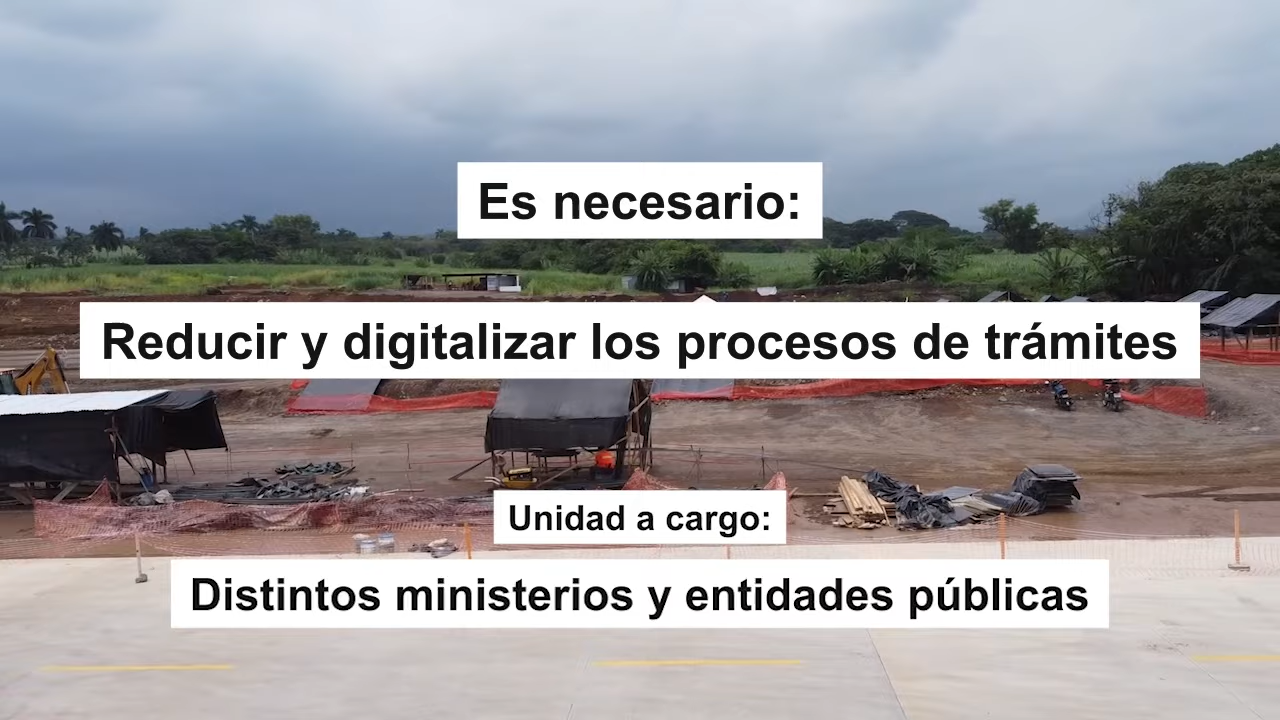 Es necesario:
Reducir y digitalizar los procesos de trámites
Unidad a cargo:
Distintos ministerios y entidades públicas